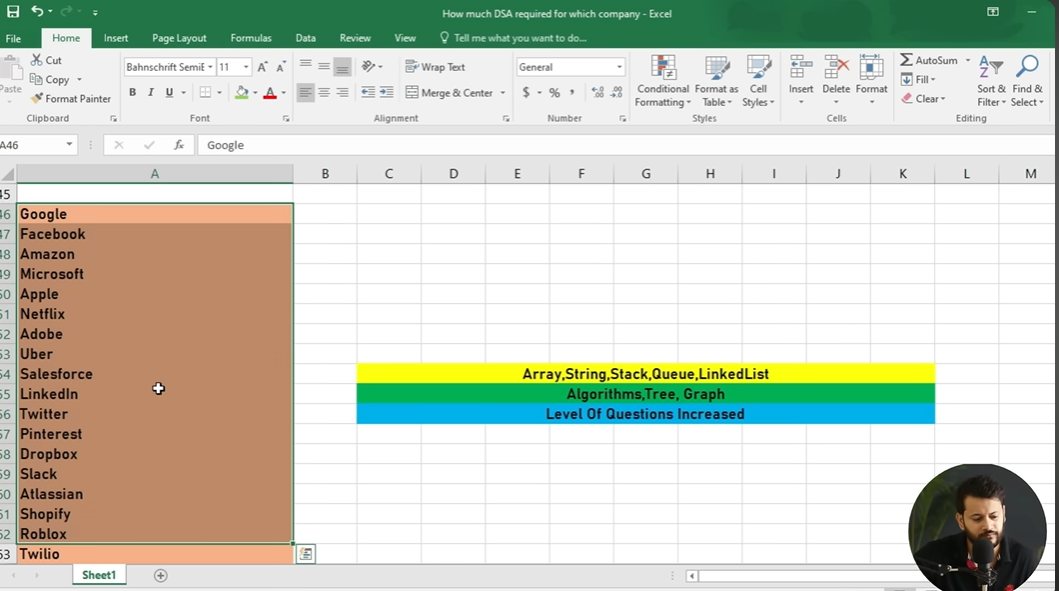 How much DSA required for which company - Excel
File Home Insert Page Layout Formulas Data Review View Tell me what you want to do...
Paste
Cut
Copy
Format Painter
Clipboard
Bahnschrift SemiE 11
B I U
Font
Wrap Text
Merge & Center
Alignment
General
$ % ,
Number
Conditional Formatting
Format as Table
Cell Styles
Styles
Insert Delete Format
Cells
AutoSum
Fill
Clear
Sort & Filter
Find & Select
Editing
A46 fx Google
A B C D E F G H I J K L M
45
46 Google
47 Facebook
48 Amazon
49 Microsoft
50 Apple
51 Netflix
52 Adobe
53 Uber
54 Salesforce Array,String,Stack,Queue,LinkedList
55 LinkedIn Algorithms,Tree, Graph
56 Twitter Level Of Questions Increased
57 Pinterest
58 Dropbox
59 Slack
60 Atlassian
61 Shopify
62 Roblox
63 Twilio
Sheet1